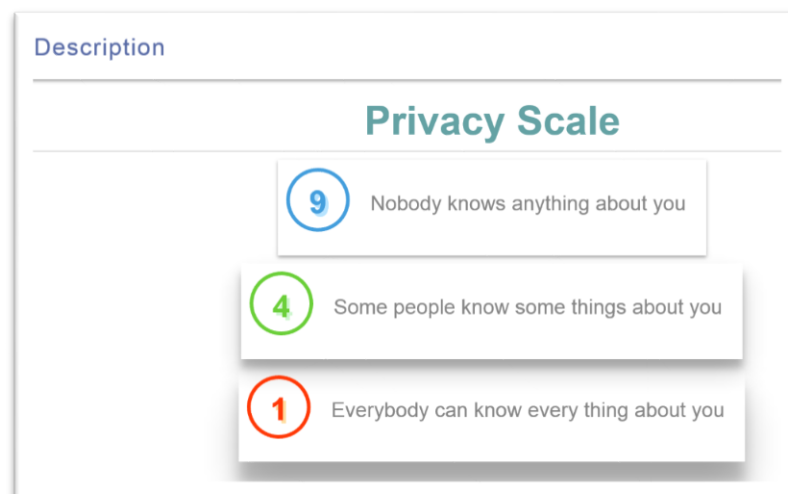 Description
Privacy Scale
9 Nobody knows anything about you
4 Some people know some things about you
1 Everybody can know every thing about you